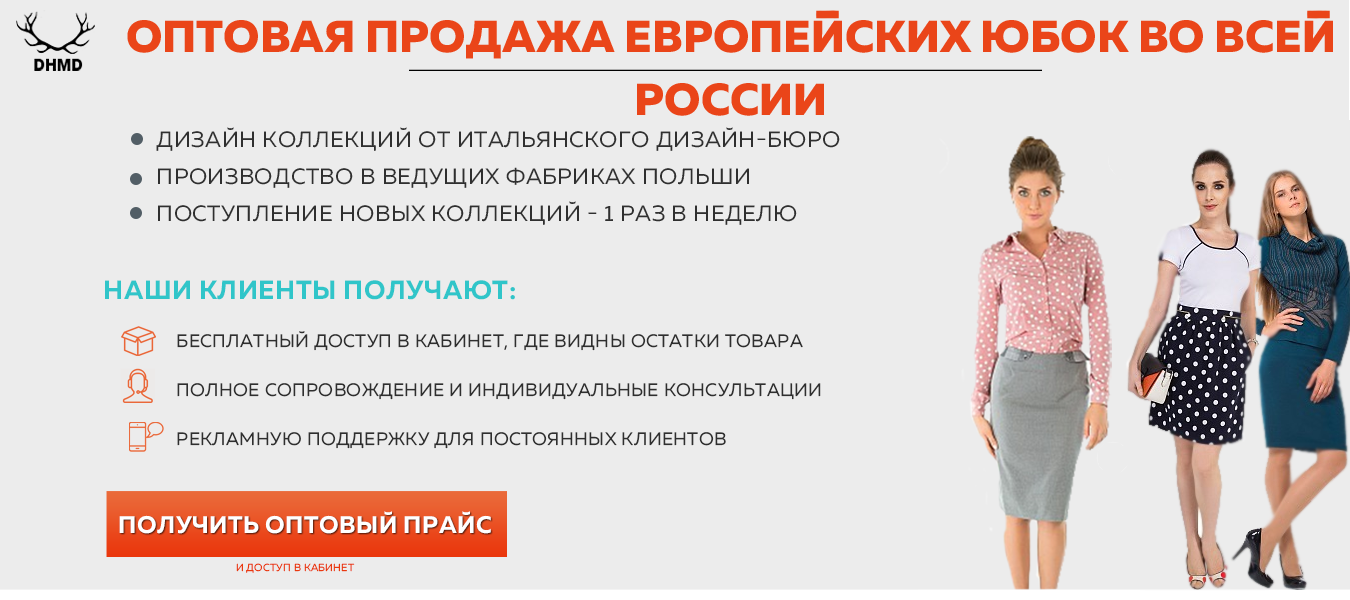 DHMD
ОПТОВАЯ ПРОДАЖА ЕВРОПЕЙСКИХ ЮБОК ВО ВСЕЙ
РОССИИ
ДИЗАЙН КОЛЛЕКЦИЙ ОТ ИТАЛЬЯНСКОГО ДИЗАЙН-БЮРО
ПРОИЗВОДСТВО В ВЕДУЩИХ ФАБРИКАХ ПОЛЬШИ
ПОСТУПЛЕНИЕ НОВЫХ КОЛЛЕКЦИЙ - 1 РАЗ В НЕДЕЛЮ
НАШИ КЛИЕНТЫ ПОЛУЧАЮТ:
БЕСПЛАТНЫЙ ДОСТУП В КАБИНЕТ, ГДЕ ВИДНЫ ОСТАТКИ ТОВАРА
ПОЛНОЕ СОПРОВОЖДЕНИЕ И ИНДИВИДУАЛЬНЫЕ КОНСУЛЬТАЦИИ
РЕКЛАМНУЮ ПОДДЕРЖКУ ДЛЯ ПОСТОЯННЫХ КЛИЕНТОВ
ПОЛУЧИТЬ ОПТОВЫЙ ПРАЙС
И ДОСТУП В КАБИНЕТ